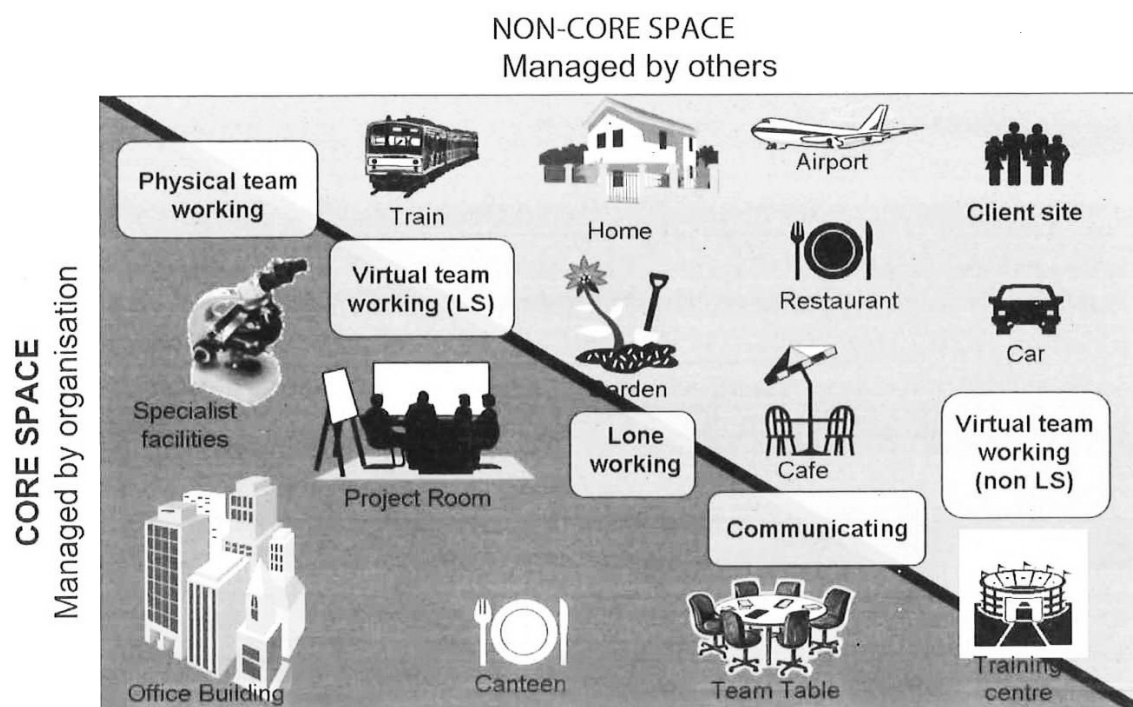 NON-CORE SPACE
Managed by others
CORE SPACE
Managed by organisation
Physical team
working
Train
Home
Airport
Client site
Virtual team
working (LS)
Restaurant
Car
Specialist
facilities
Garden
Project Room
Lone
working
Cafe
Virtual team
working
(non LS)
Communicating
Office Building
Canteen
Team Table
Training
centre